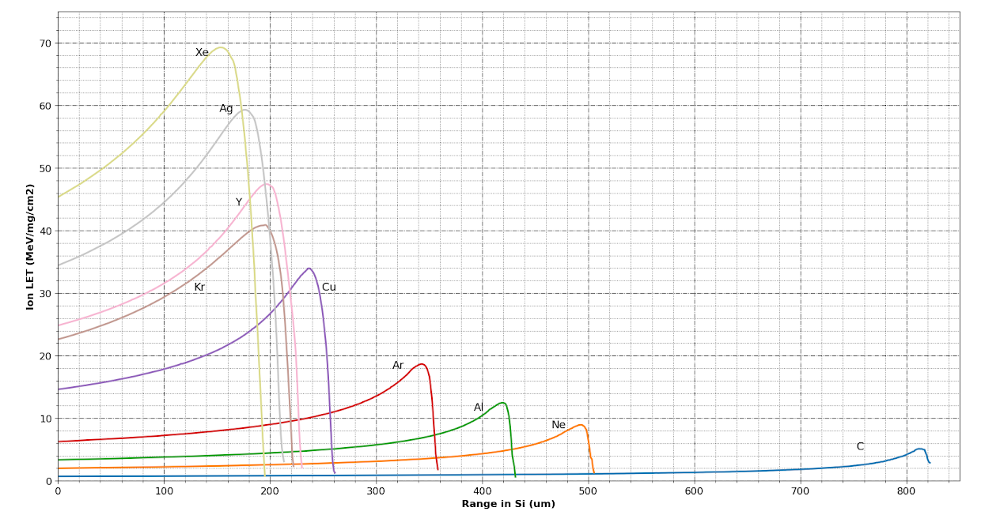 70
60
50
40
30
20
10
0
Ion LET (MeV/mg/cm2)
Xe
Ag
Y
Kr
Cu
Ar
Al
Ne
C
0 100 200 300 400 500 600 700 800
Range in Si (um)